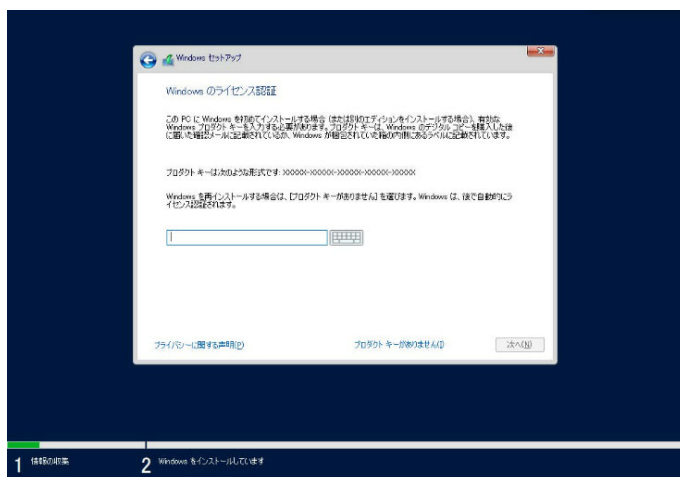 Windows セットアップ
Windows のライセンス認証
この PC に Windows を初めてインストールする場合 (または別のエディションをインストールする場合)、有効な
Windows プロダクト キーを入力する必要があります。プロダクト キーは、Windows のデジタル コピーを購入した後
に届いた確認メールに記載されているか、Windows が梱包されていた箱の内側にあるラベルに記載されています。
プロダクト キーは次のような形式です: XXXXX-XXXXX-XXXXX-XXXXX-XXXXX
Windows を再インストールする場合は、[プロダクト キーがありません] を選びます。Windows は、後で自動的にラ
イセンス認証されます。
プライバシーに関する声明(P)
プロダクト キーがありません(I)
次へ(N)
1 情報の収集
2 Windows をインストールしています